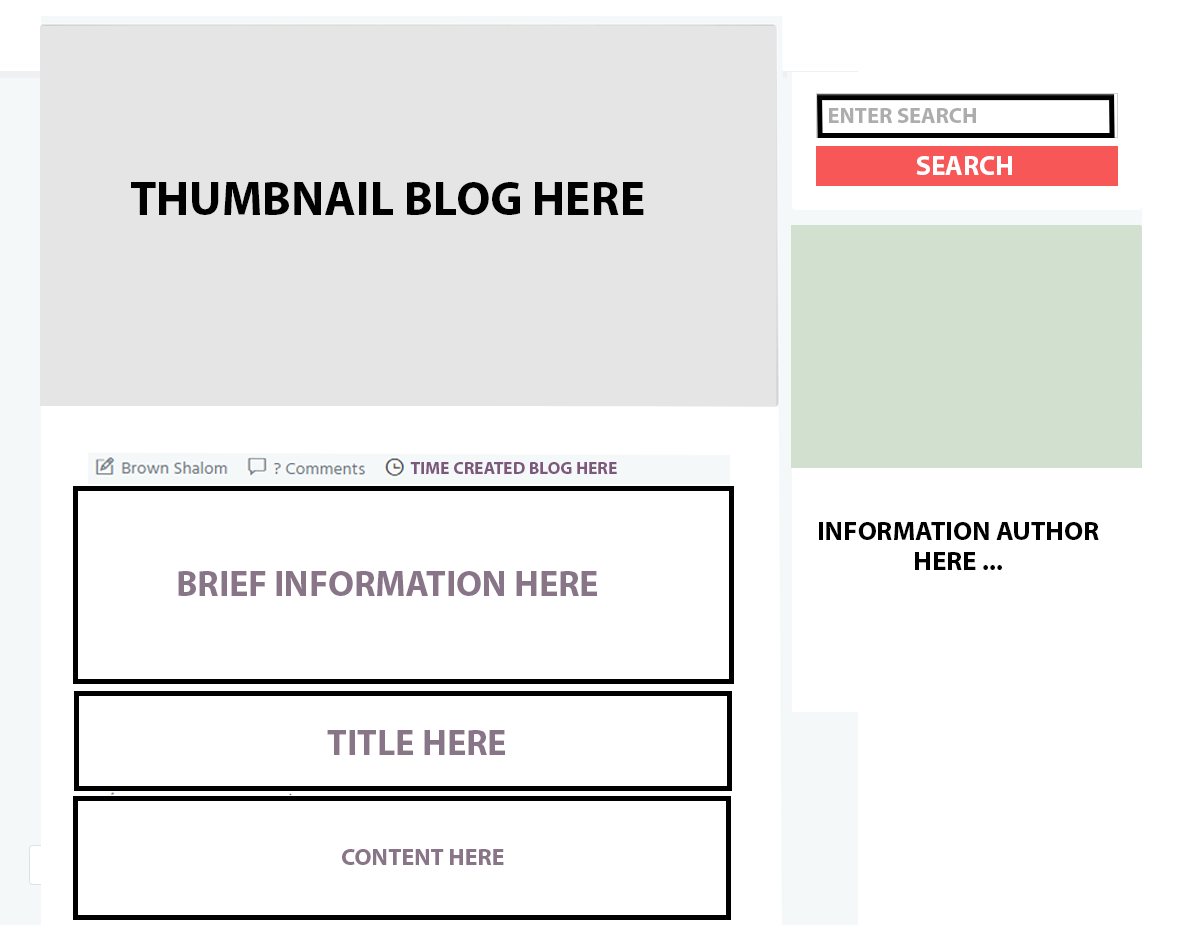 THUMBNAIL BLOG HERE
Brown Shalom ? Comments TIME CREATED BLOG HERE
BRIEF INFORMATION HERE
TITLE HERE
CONTENT HERE
ENTER SEARCH
SEARCH
INFORMATION AUTHOR
HERE ...